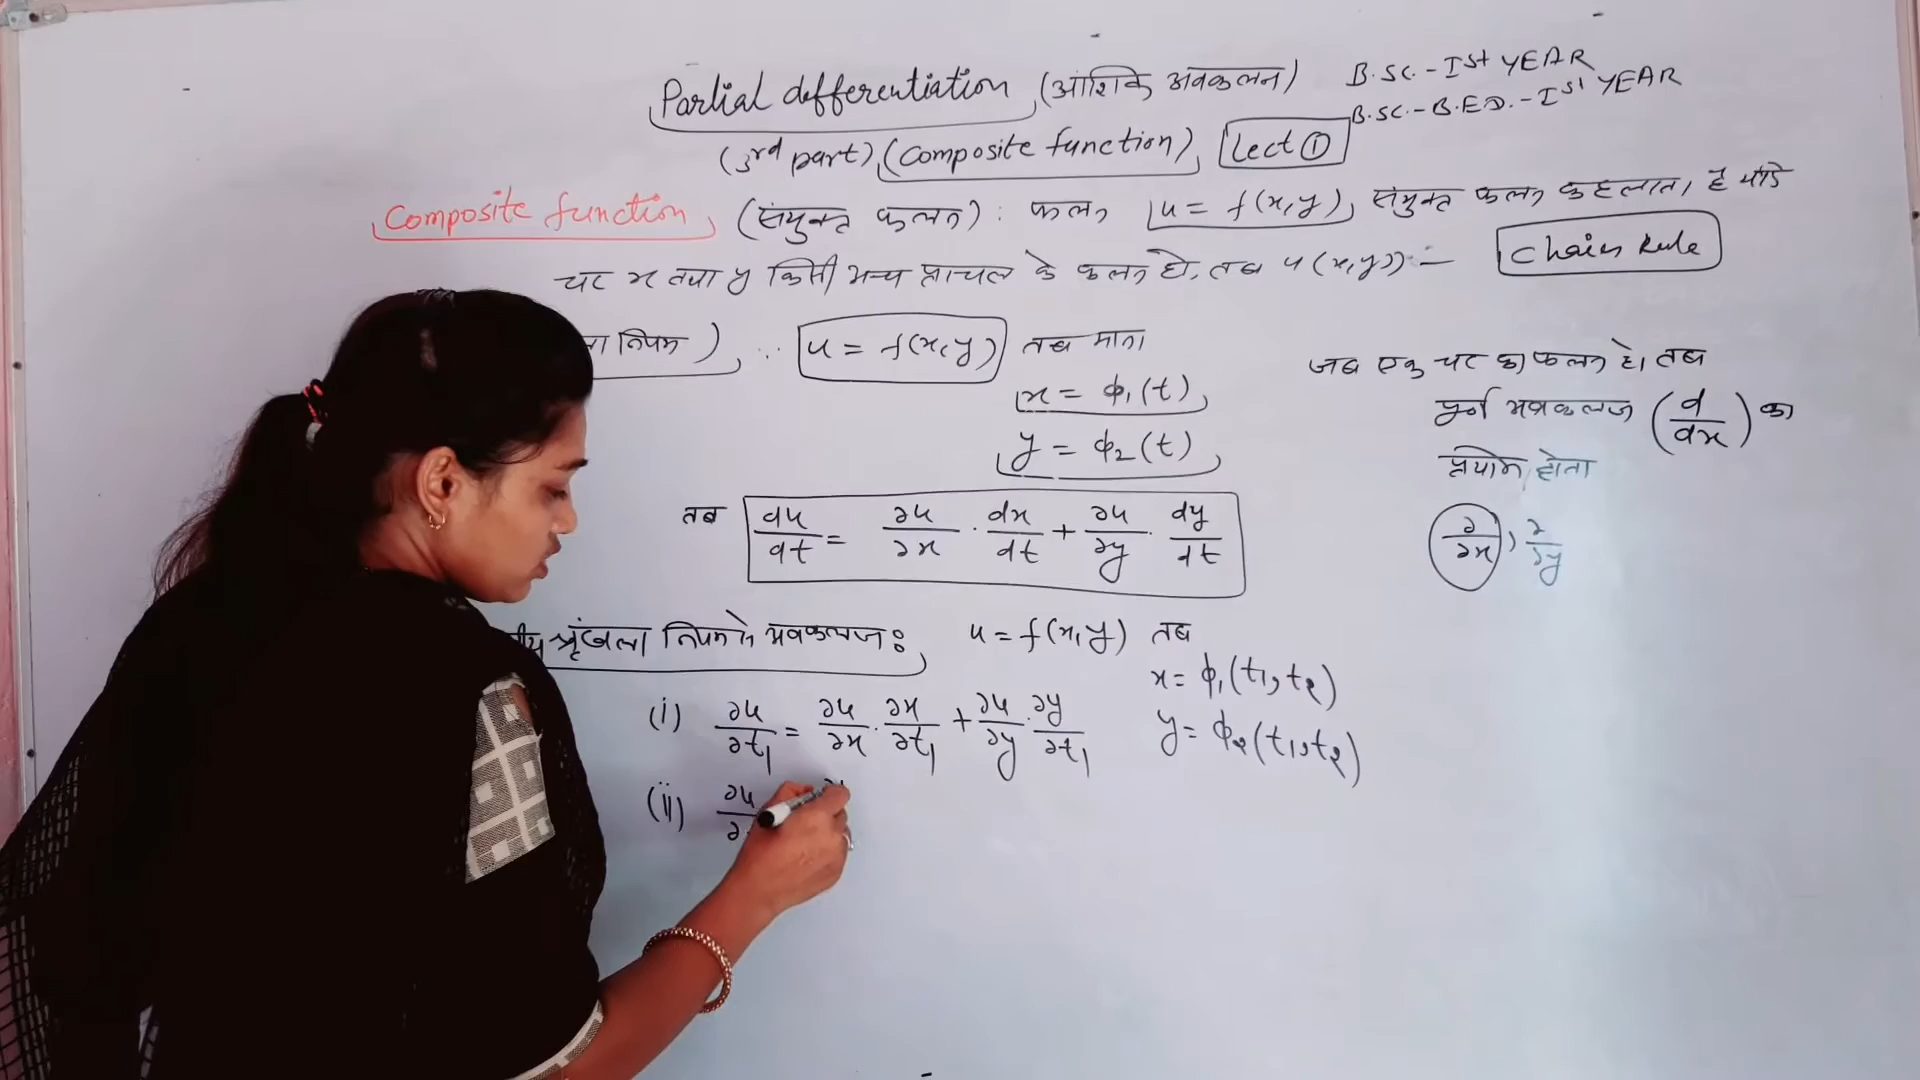 Partial differentiation (आंशिक अवकलन) B.SC.-Ist YEAR
B.SC.-B.ED.-Ist YEAR
(3rd part) (Composite function) Lect ①
Composite function (संयुक्त फलन): फलन u = f(x,y) संयुक्त फलन कहलाता है यदि
चर x तथा y किसी अन्य प्राचल के फलन हो, तब u(x,y) :- Chain Rule
नियम) ... u = f(x,y) तब माना
x = ϕ₁(t)
y = ϕ₂(t)
जब एक चर का फलन है, तब
पूर्ण अवकलज (d/dx) का
प्रयोग होता
∂/∂x, ∂/∂y
तब du/dt = ∂u/∂x · dx/dt + ∂u/∂y · dy/dt
श्रृंखला नियम के अवकलज: u = f(x,y) तब
x = ϕ₁(t₁,t₂)
y = ϕ₂(t₁,t₂)
(i) ∂u/∂t₁ = ∂u/∂x · ∂x/∂t₁ + ∂u/∂y · ∂y/∂t₁
(ii) ∂u